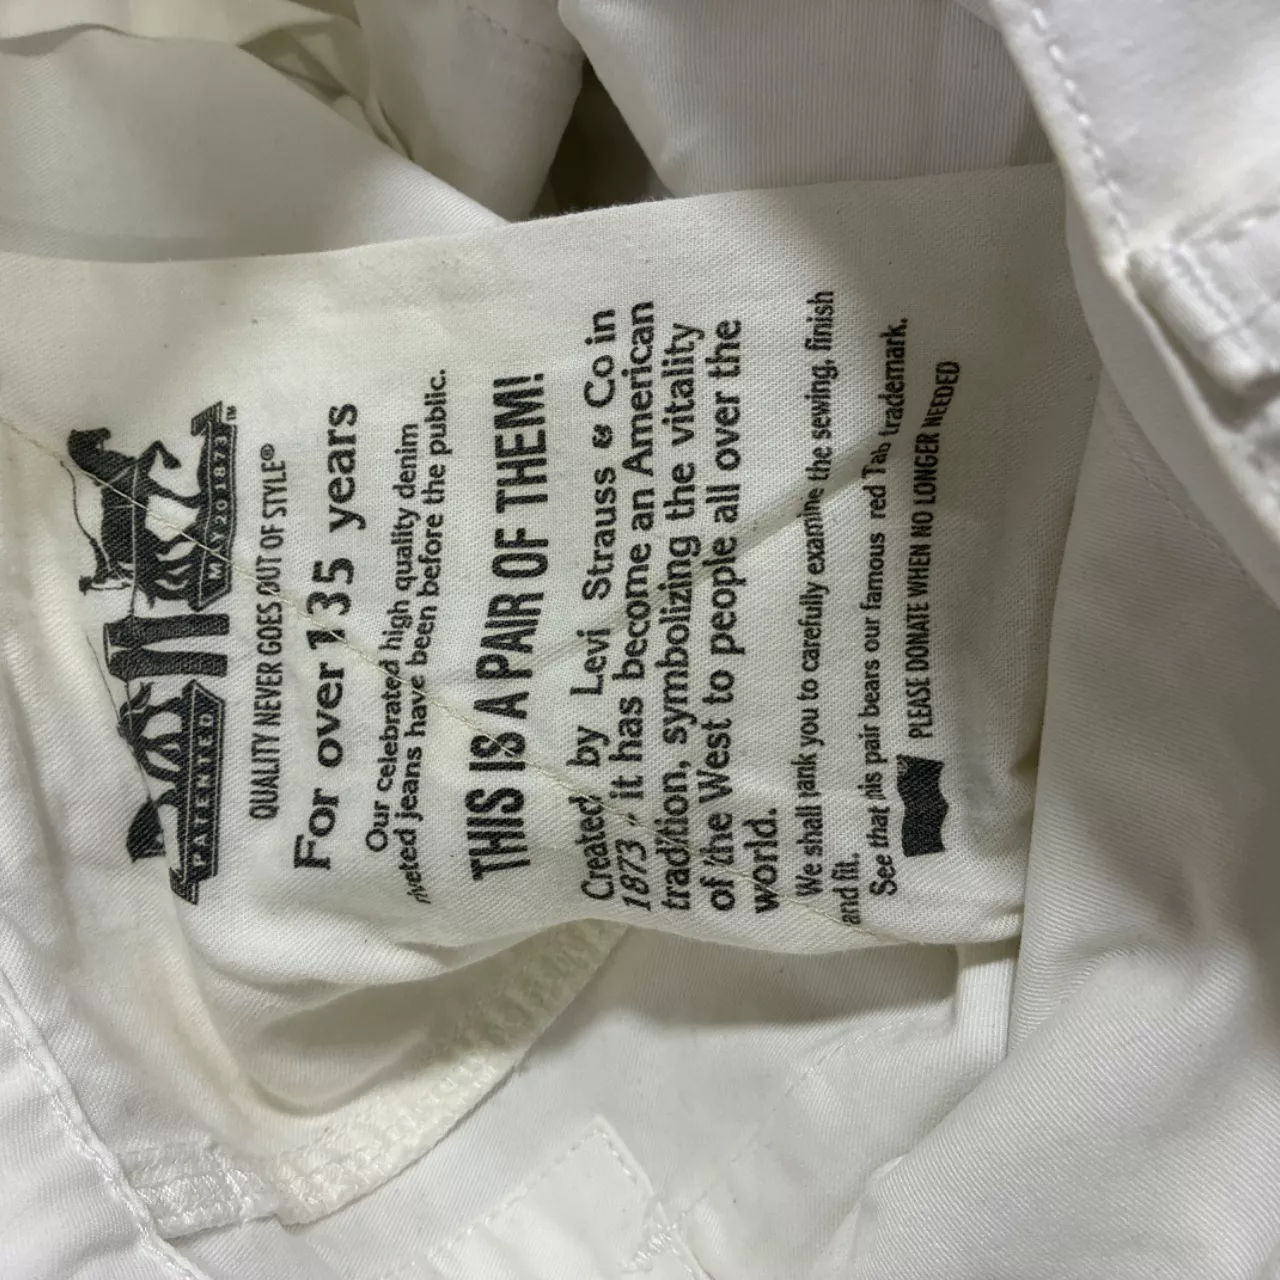 PATENTED MAY 20 1873 ™
QUALITY NEVER GOES OUT OF STYLE®
For over 135 years
Our celebrated high quality denim
riveted jeans have been before the public.
THIS IS A PAIR OF THEM!
Created by Levi Strauss & Co in
1873 it has become an American
tradition, symbolizing the vitality
of the West to people all over the
world.
We shall you to carefully examine the sewing, finish
and fit.
See that this pair bears our famous red Tab trademark.
PLEASE DONATE WHEN NO LONGER NEEDED